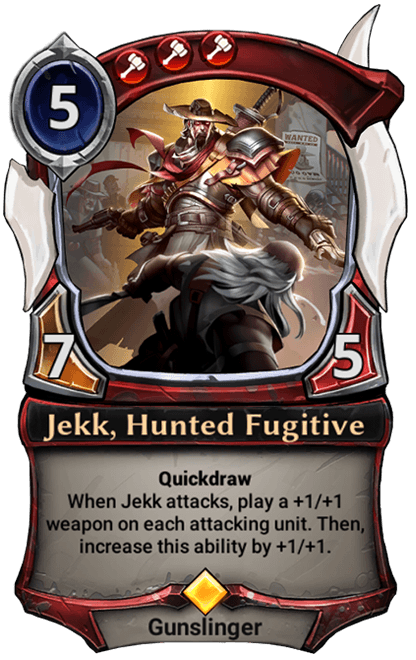 5
WANTED
7
5
Jekk, Hunted Fugitive
Quickdraw
When Jekk attacks, play a +1/+1
weapon on each attacking unit. Then,
increase this ability by +1/+1.
Gunslinger